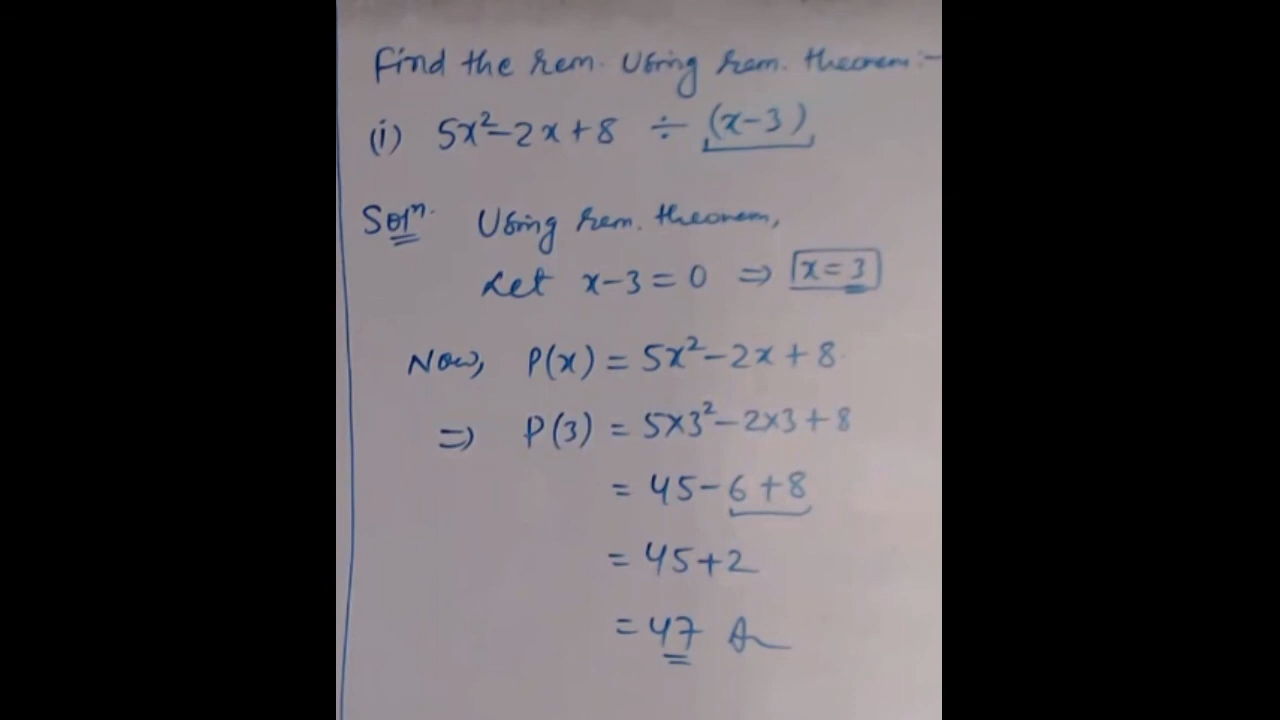 Find the rem. Using rem. theorem:-
(i) 5x²-2x+8 ÷ (x-3)
Solⁿ. Using rem. theorem,
Let x-3=0 ⇒ x=3
Now, P(x) = 5x²-2x+8
⇒ P(3) = 5×3²-2×3+8
= 45-6+8
= 45+2
= 47